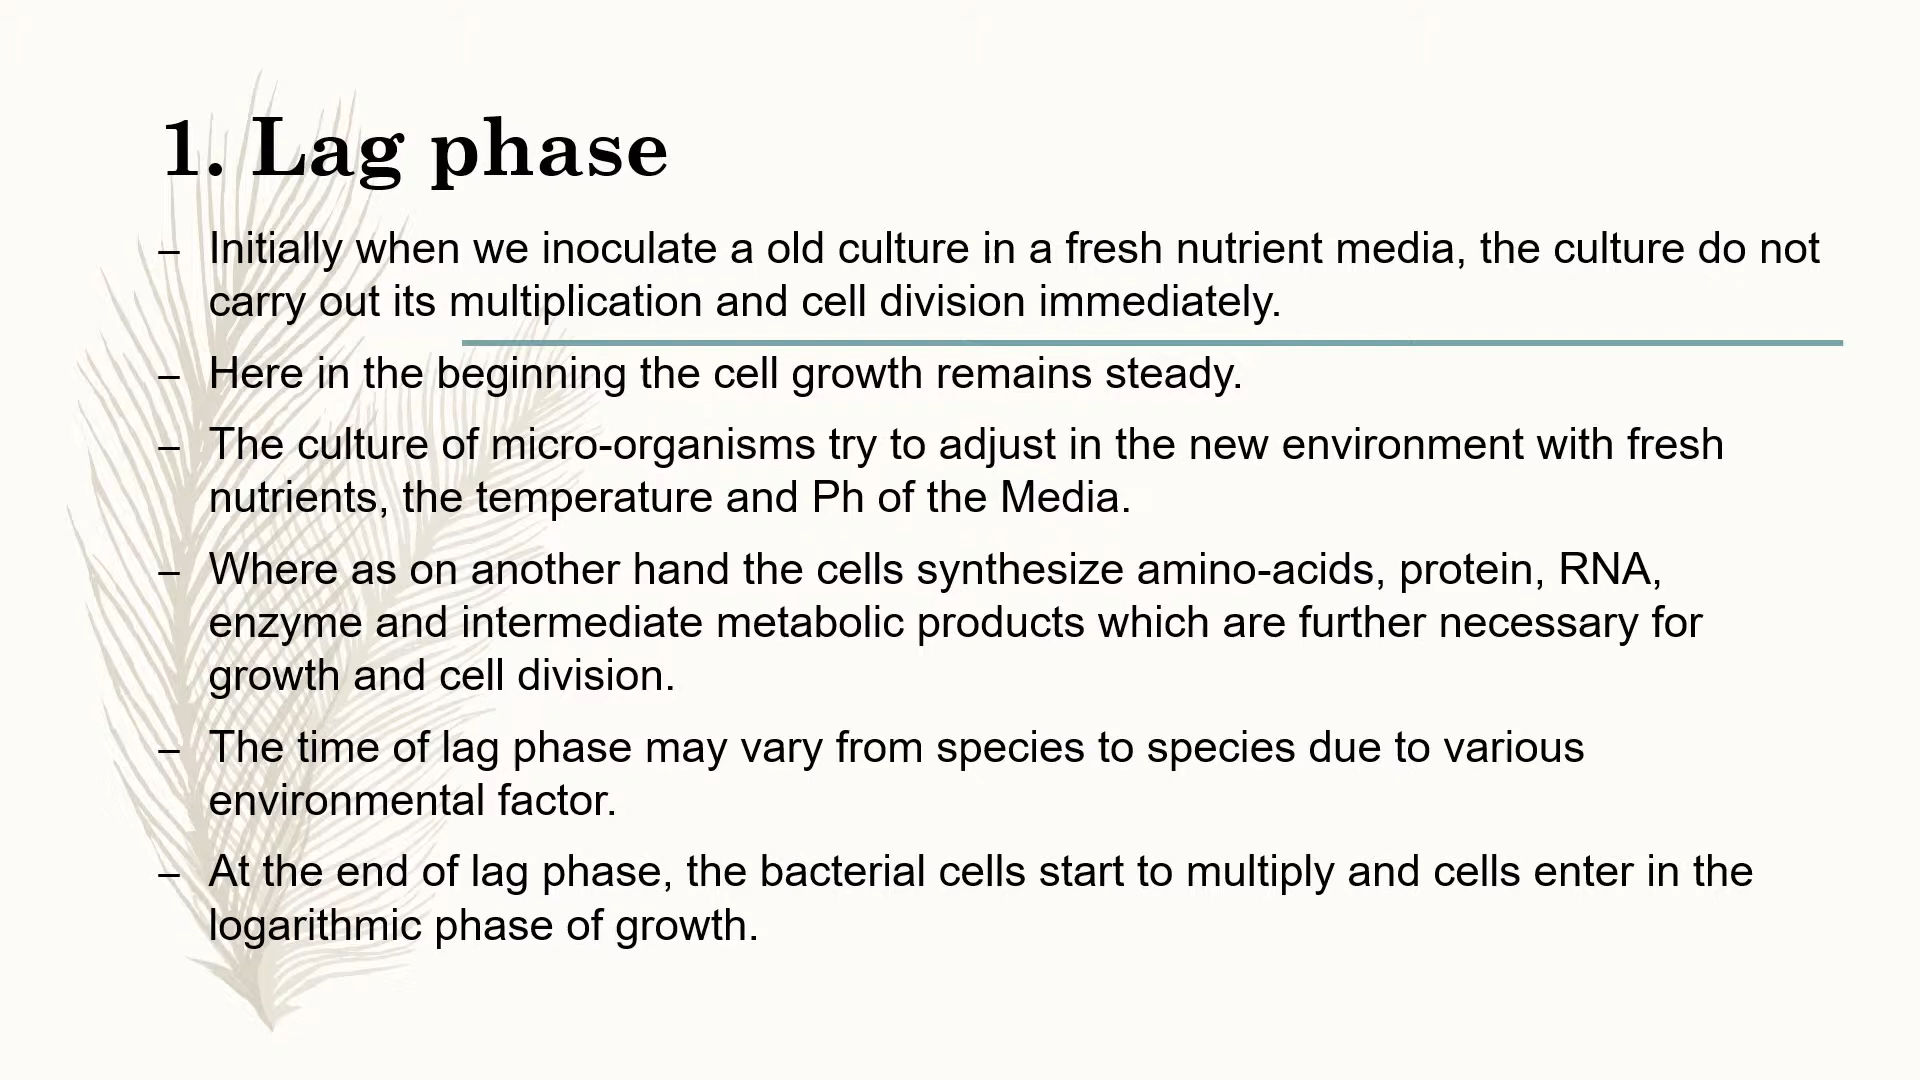 1. Lag phase
– Initially when we inoculate a old culture in a fresh nutrient media, the culture do not
carry out its multiplication and cell division immediately.
– Here in the beginning the cell growth remains steady.
– The culture of micro-organisms try to adjust in the new environment with fresh
nutrients, the temperature and Ph of the Media.
– Where as on another hand the cells synthesize amino-acids, protein, RNA,
enzyme and intermediate metabolic products which are further necessary for
growth and cell division.
– The time of lag phase may vary from species to species due to various
environmental factor.
– At the end of lag phase, the bacterial cells start to multiply and cells enter in the
logarithmic phase of growth.